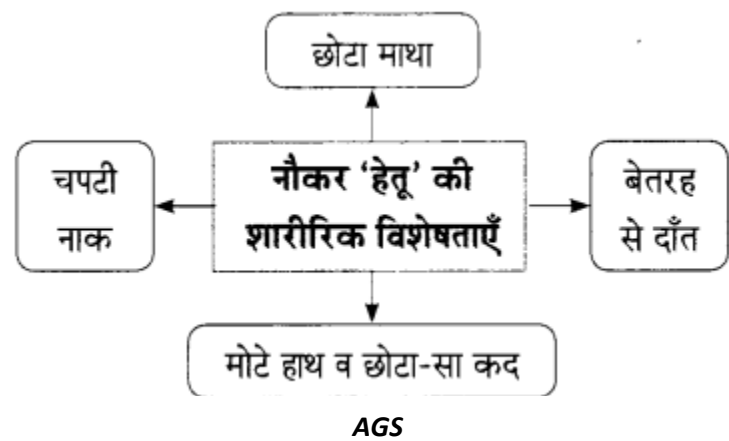 छोटा माथा
चपटी
नाक
नौकर ‘हेतू’ की
शारीरिक विशेषताएँ
बेतरह
से दाँत
मोटे हाथ व छोटा-सा कद
AGS